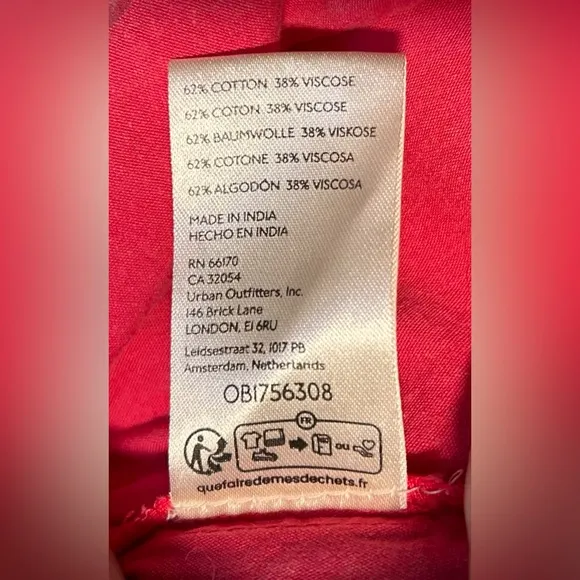 62% COTTON 38% VISCOSE
62% COTON 38% VISCOSE
62% BAUMWOLLE 38% VISKOSE
62% COTONE 38% VISCOSA
62% ALGODÓN 38% VISCOSA
MADE IN INDIA
HECHO EN INDIA
RN 66170
CA 32054
Urban Outfitters, Inc.
146 Brick Lane
LONDON, E1 6RU
Leidsestraat 32, 1017 PB
Amsterdam, Netherlands
OB1756308
FR
ou
quefairedemesdechets.fr